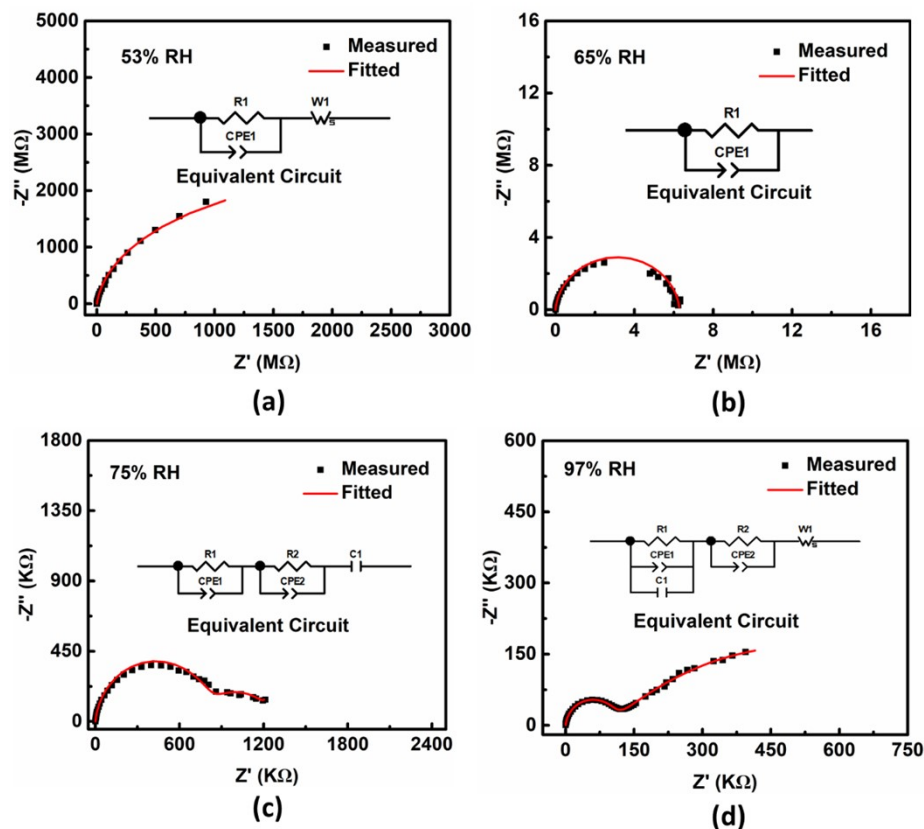 5000
53% RH
Measured
Fitted
4000
R1
W1
s
CPE1
3000
Equivalent Circuit
2000
1000
0
-Z'' (MΩ)
0 500 1000 1500 2000 2500 3000
Z' (MΩ)
(a)
16
65% RH
Measured
Fitted
12
R1
CPE1
8
Equivalent Circuit
4
0
-Z'' (MΩ)
0 4 8 12 16
Z' (MΩ)
(b)
1800
75% RH
Measured
Fitted
1350
R1
R2
C1
CPE1
CPE2
900
Equivalent Circuit
450
0
-Z'' (KΩ)
0 600 1200 1800 2400
Z' (KΩ)
(c)
600
97% RH
Measured
Fitted
450
R1
R2
W1
s
CPE1
CPE2
C1
300
Equivalent Circuit
150
0
-Z'' (KΩ)
0 150 300 450 600 750
Z' (KΩ)
(d)